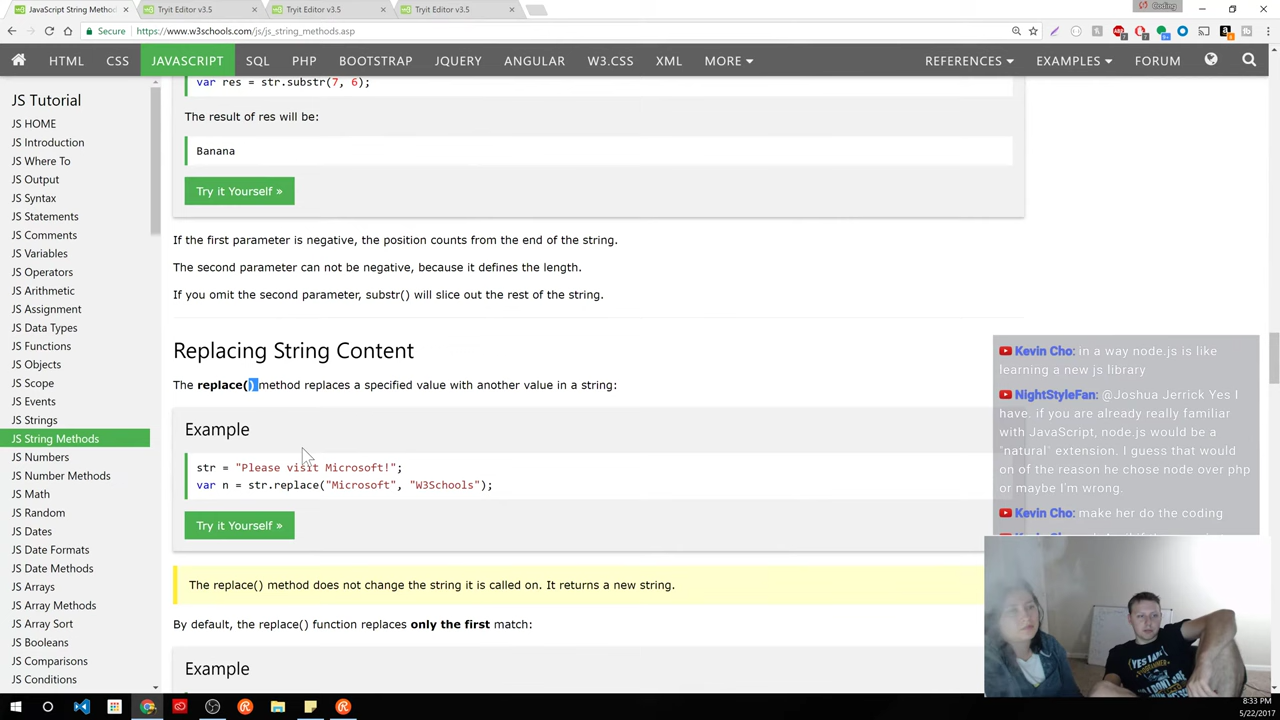 JavaScript String Metho
Tryit Editor v3.5
Tryit Editor v3.5
Tryit Editor v3.5
Coding
Secure
https://www.w3schools.com/js/js_string_methods.asp
HTML
CSS
JAVASCRIPT
SQL
PHP
BOOTSTRAP
JQUERY
ANGULAR
W3.CSS
XML
MORE
REFERENCES
EXAMPLES
FORUM
JS Tutorial
JS HOME
JS Introduction
JS Where To
JS Output
JS Syntax
JS Statements
JS Comments
JS Variables
JS Operators
JS Arithmetic
JS Assignment
JS Data Types
JS Functions
JS Objects
JS Scope
JS Events
JS Strings
JS String Methods
JS Numbers
JS Number Methods
JS Math
JS Random
JS Dates
JS Date Formats
JS Date Methods
JS Arrays
JS Array Methods
JS Array Sort
JS Booleans
JS Comparisons
JS Conditions
var res = str.substr(7, 6);
The result of res will be:
Banana
Try it Yourself »
If the first parameter is negative, the position counts from the end of the string.
The second parameter can not be negative, because it defines the length.
If you omit the second parameter, substr() will slice out the rest of the string.
Replacing String Content
The replace() method replaces a specified value with another value in a string:
Example
str = "Please visit Microsoft!";
var n = str.replace("Microsoft", "W3Schools");
Try it Yourself »
The replace() method does not change the string it is called on. It returns a new string.
By default, the replace() function replaces only the first match:
Example
Kevin Cho: in a way node.js is like
learning a new js library
NightStyleFan: @Joshua Jerrick Yes I
have. if you are already really familiar
with JavaScript, node.js would be a
"natural" extension. I guess that would
on of the reason he chose node over php
or maybe I'm wrong.
Kevin Cho: make her do the coding
8:33 PM
5/22/2017